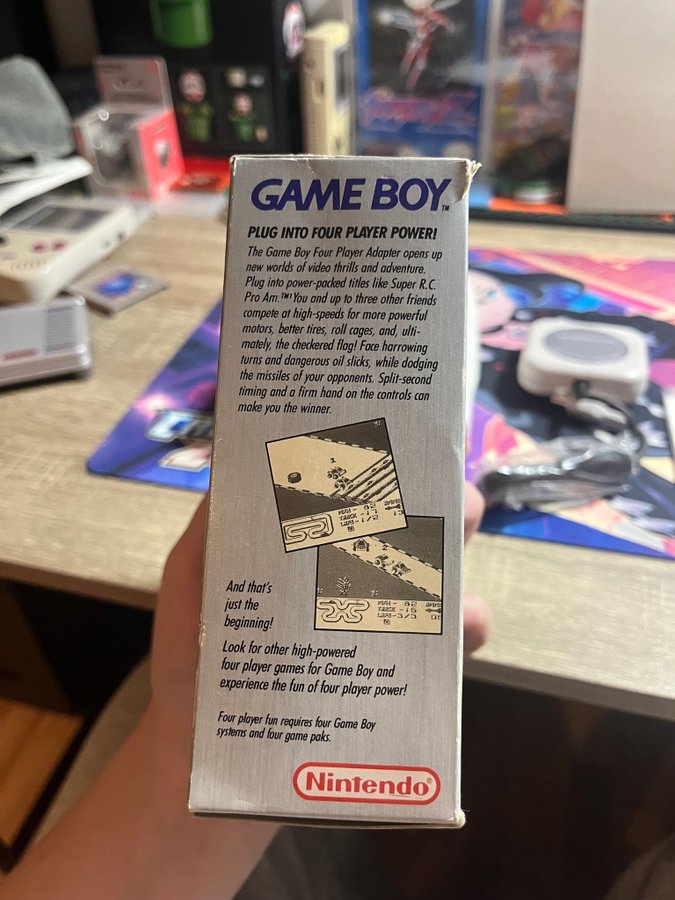 GAME BOY™
PLUG INTO FOUR PLAYER POWER!
The Game Boy Four Player Adapter opens up
new worlds of video thrills and adventure.
Plug into power-packed titles like Super R.C.
Pro Am.™ You and up to three other friends
compete at high-speeds for more powerful
motors, better tires, roll cages, and, ulti-
mately, the checkered flag! Face harrowing
turns and dangerous oil slicks, while dodging
the missiles of your opponents. Split-second
timing and a firm hand on the controls can
make you the winner.
And that's
just the
beginning!
Look for other high-powered
four player games for Game Boy and
experience the fun of four player power!
Four player fun requires four Game Boy
systems and four game paks.
Nintendo®